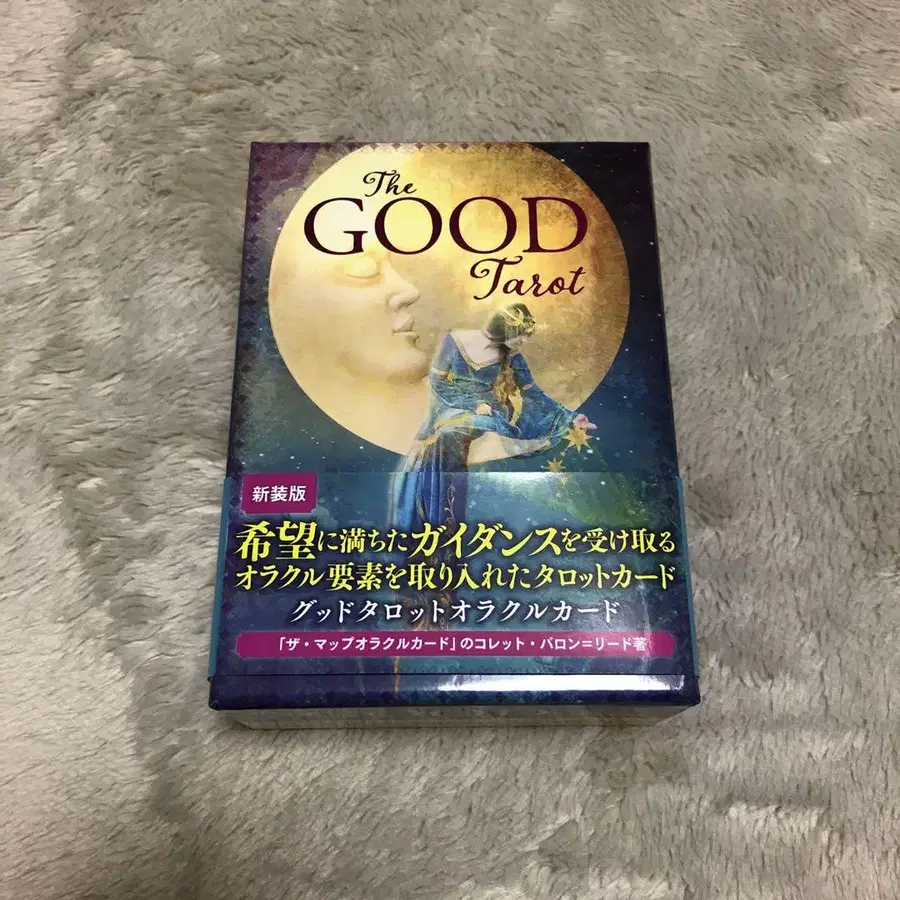 The
GOOD
Tarot
新装版
希望に満ちたガイダンスを受け取る
オラクル要素を取り入れたタロットカード
グッドタロットオラクルカード
「ザ・マップオラクルカード」のコレット・バロン＝リード著